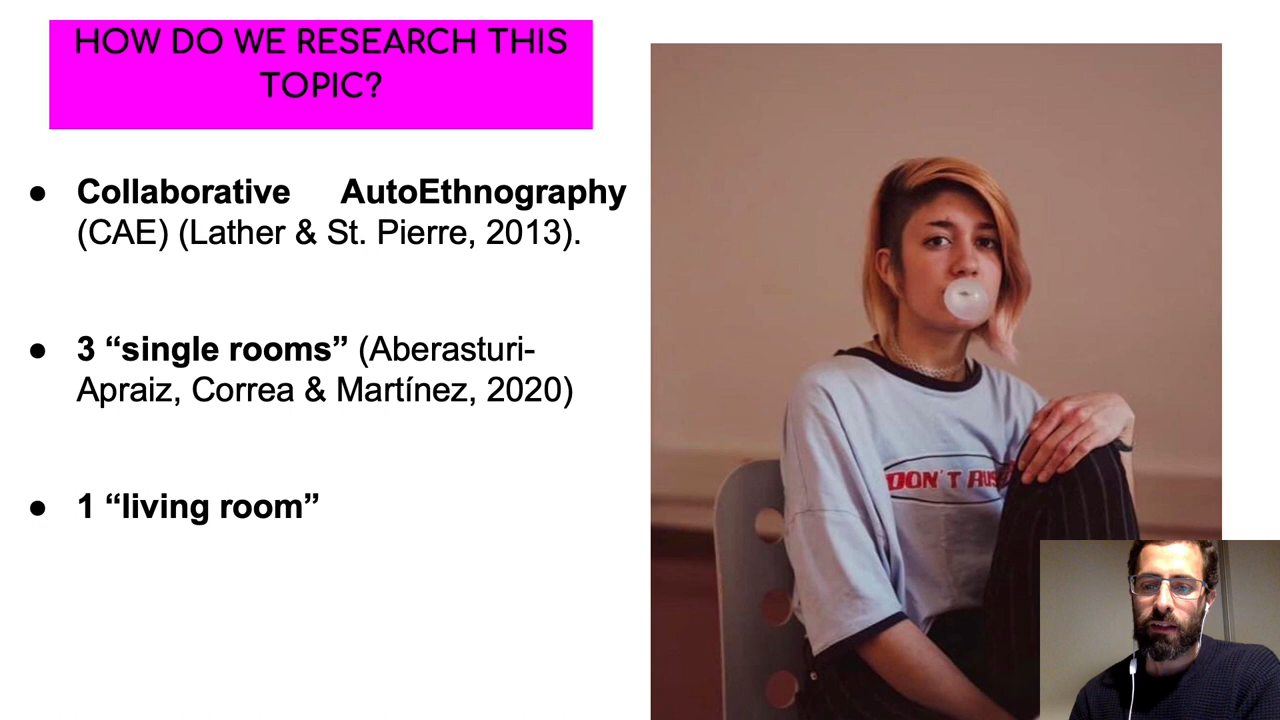 HOW DO WE RESEARCH THIS
TOPIC?
● Collaborative AutoEthnography
(CAE) (Lather & St. Pierre, 2013).
● 3 “single rooms” (Aberasturi-
Apraiz, Correa & Martínez, 2020)
● 1 “living room”
DON'T